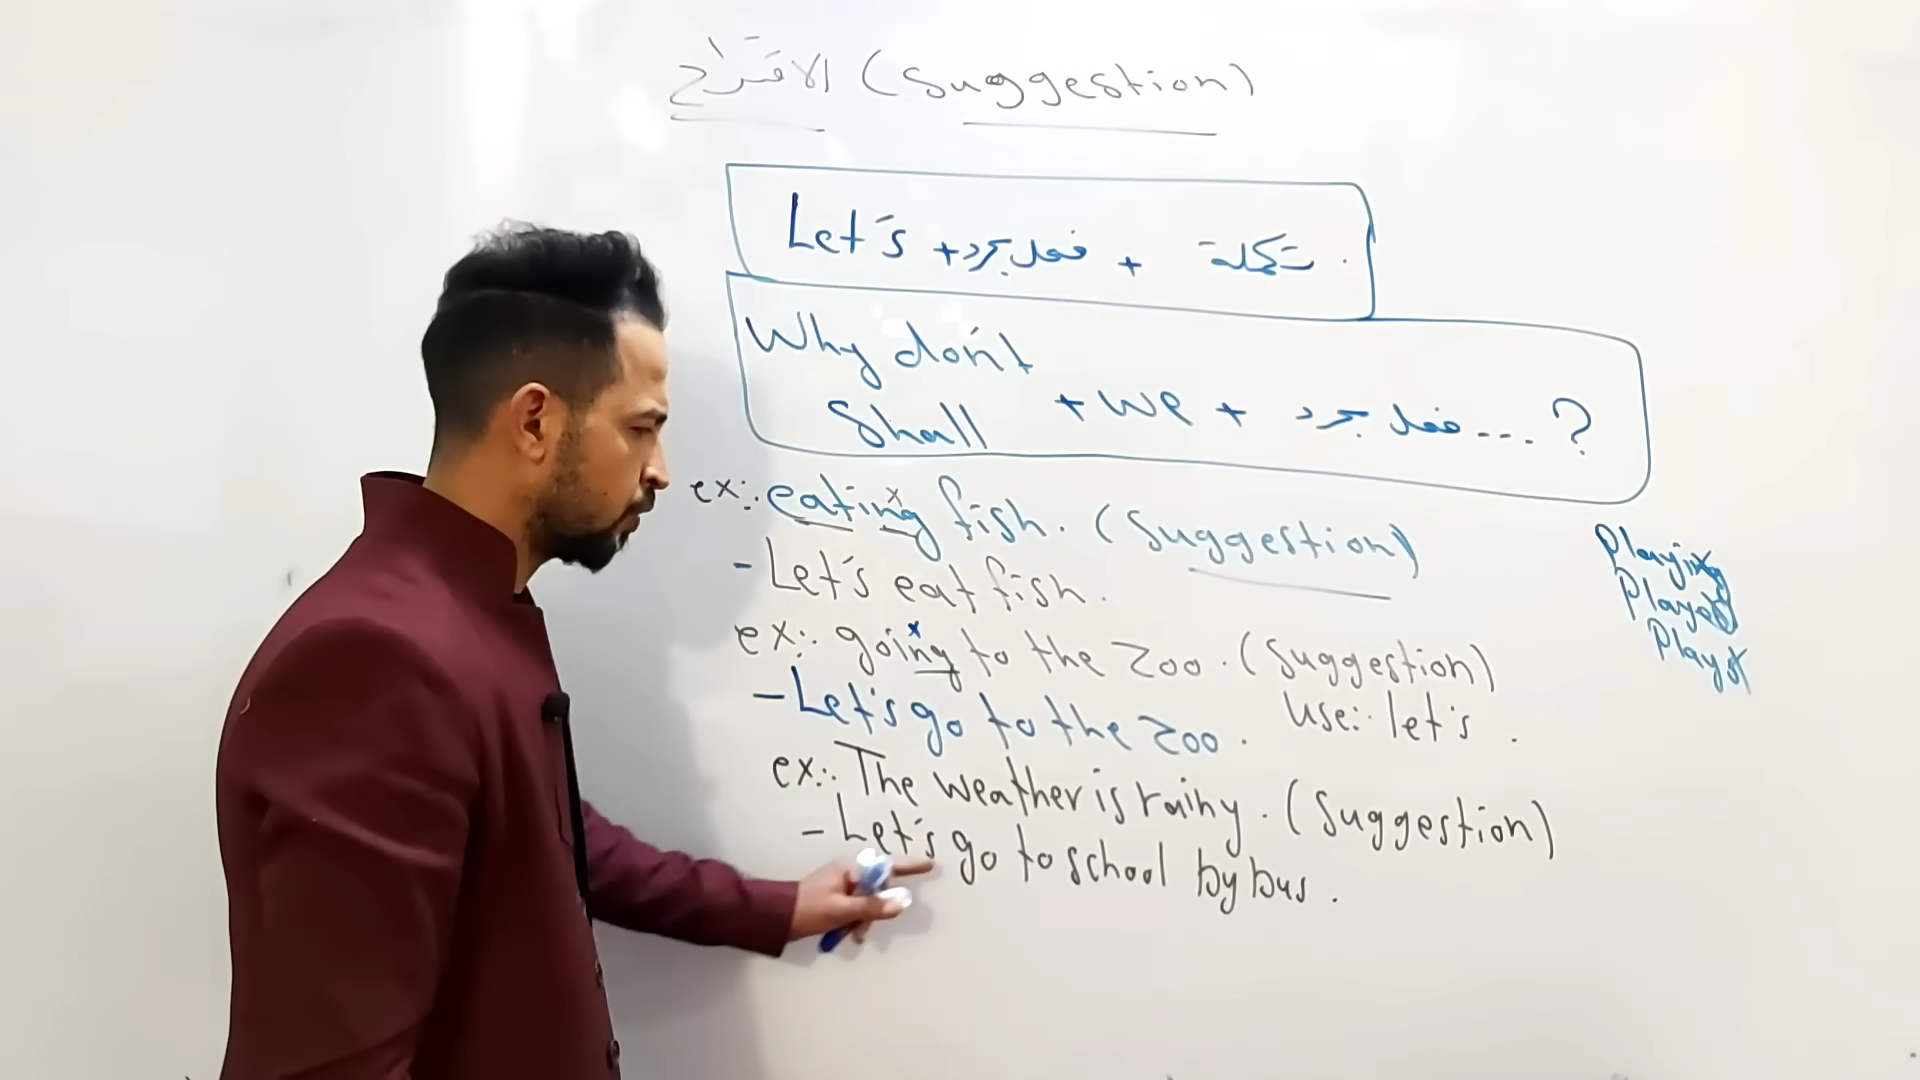 الاقتراح (Suggestion)
Let's + فعل مجرد + تكملة .
Why don't
Shall + we + فعل مجرد ... ?
ex: eating fish. (Suggestion)
- Let's eat fish.
ex: going to the zoo. (Suggestion)
Use: let's .
- Let's go to the zoo.
ex: The weather is rainy. (Suggestion)
- Let's go to school by bus.
Playing
Played
Plays